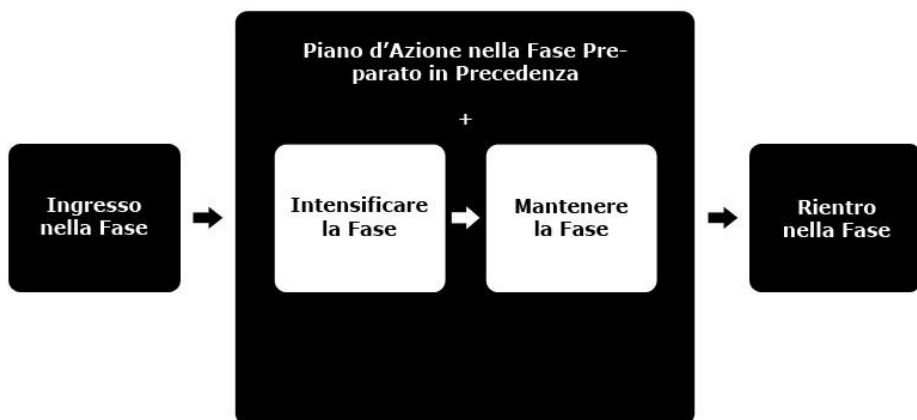 Piano d’Azione nella Fase Pre-
parato in Precedenza
+
Ingresso
nella Fase
Intensificare
la Fase
Mantenere
la Fase
Rientro
nella Fase